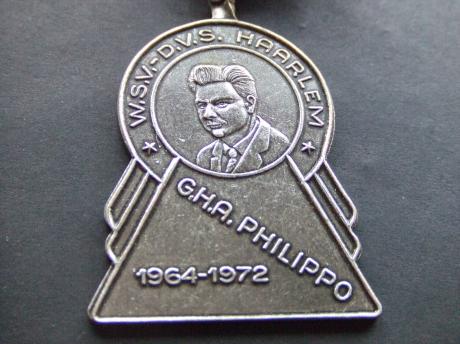 W.S.V.-D.V.S. HAARLEM
G.H.A. PHILIPPO
1964-1972